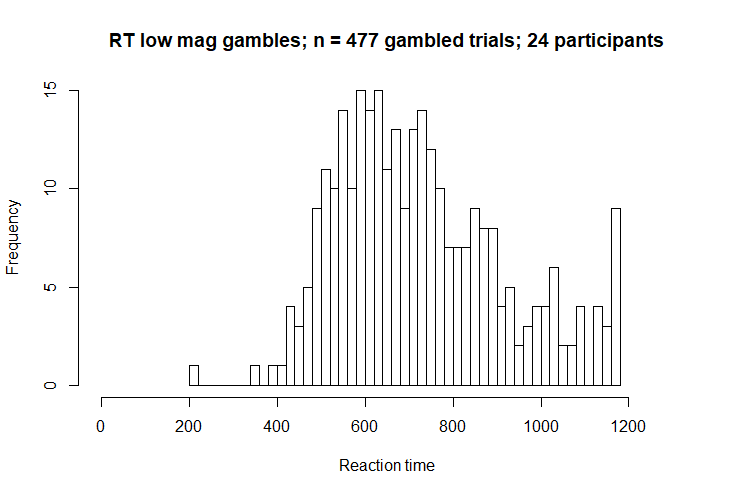 RT low mag gambles; n = 477 gambled trials; 24 participants
15
10
5
0
Frequency
0 200 400 600 800 1000 1200
Reaction time